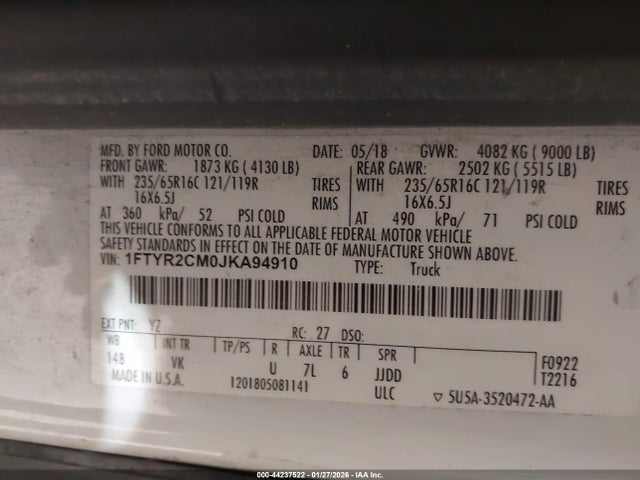 MFD. BY FORD MOTOR CO. DATE: 05/18 GVWR: 4082 KG ( 9000 LB)
FRONT GAWR: 1873 KG ( 4130 LB) REAR GAWR: 2502 KG ( 5515 LB)
WITH 235/65R16C 121/119R TIRES WITH 235/65R16C 121/119R TIRES
16X6.5J RIMS 16X6.5J RIMS
AT 360 kPa/ 52 PSI COLD AT 490 kPa/ 71 PSI COLD
THIS VEHICLE CONFORMS TO ALL APPLICABLE FEDERAL MOTOR VEHICLE
SAFETY STANDARDS IN EFFECT ON THE DATE OF MANUFACTURE SHOWN ABOVE.
VIN: 1FTYR2CM0JKA94910 TYPE: Truck
EXT PNT: YZ RC: 27 DSO:
WB INT TR TP/PS R AXLE TR SPR F0922
148 VK U 7L 6 JJDD T2216
MADE IN U.S.A. 1201805081141 ULC ▽ 5U5A-3520472-AA
000-44237522 - 01/27/2026 - IAA Inc.